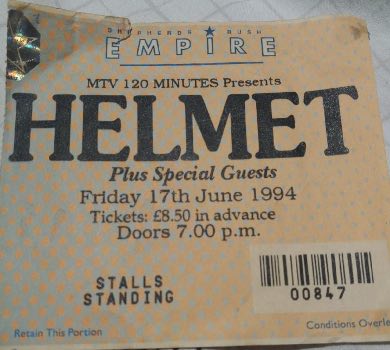 SHEPHERDS BUSH
EMPIRE
MTV 120 MINUTES Presents
HELMET
Plus Special Guests
Friday 17th June 1994
Tickets: £8.50 in advance
Doors 7.00 p.m.
STALLS
STANDING
00847
Retain This Portion
Conditions Overle